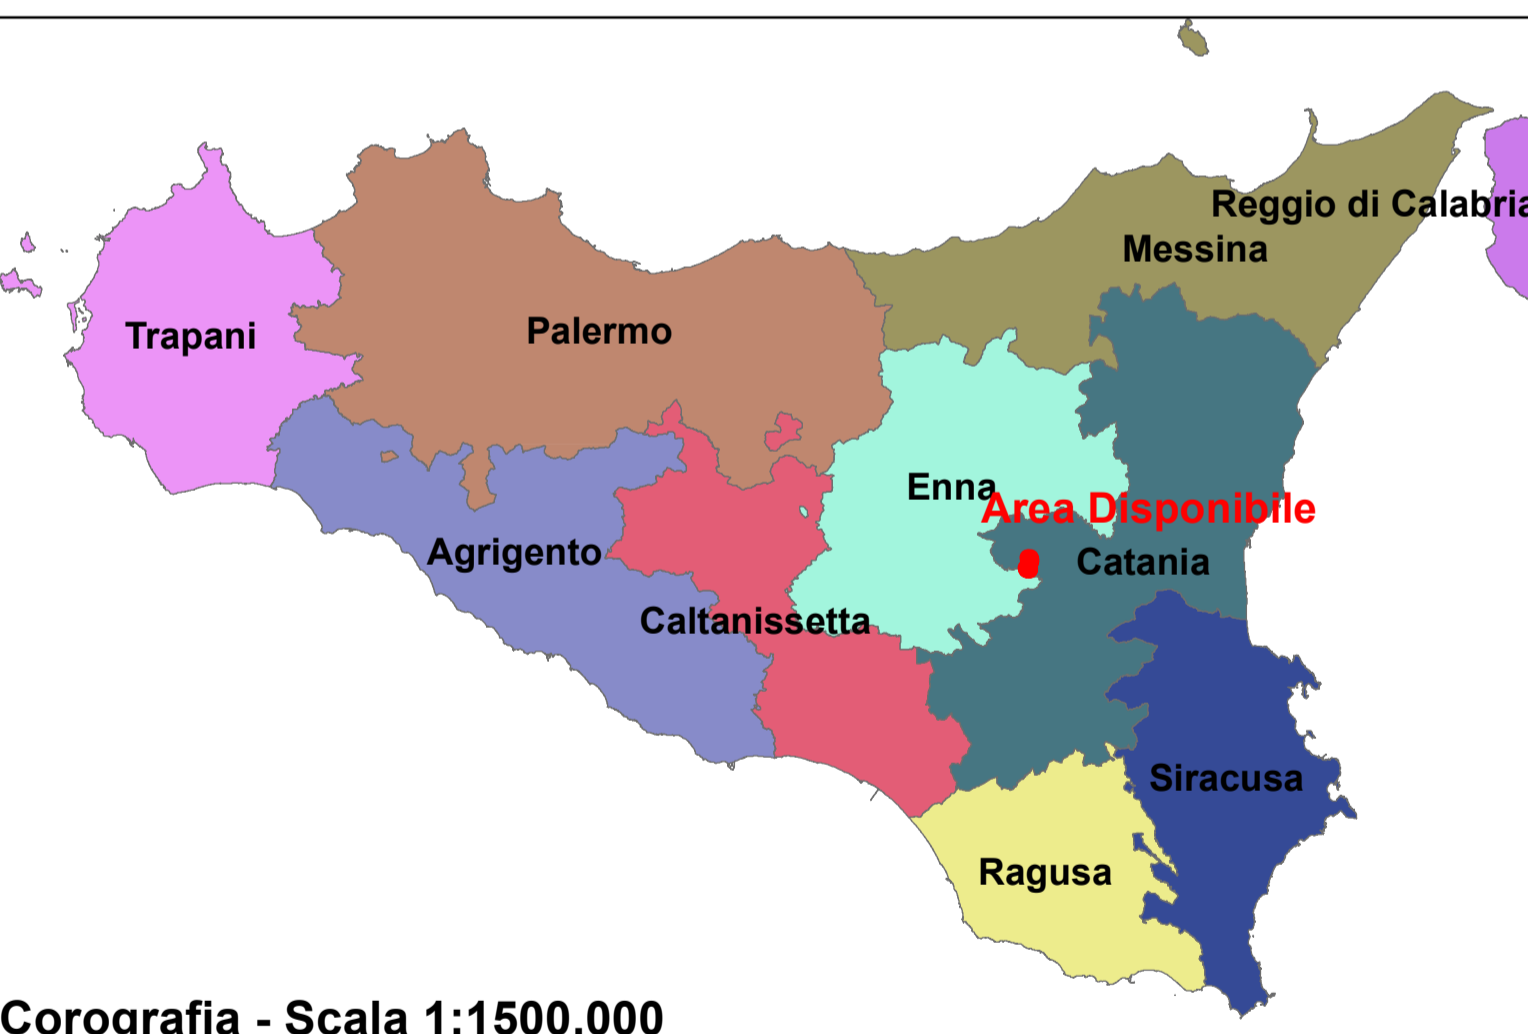 Reggio di Calabria
Messina
Trapani
Palermo
Enna
Area Disponibile
Agrigento
Catania
Caltanissetta
Siracusa
Ragusa
Corografia - Scala 1:1500.000